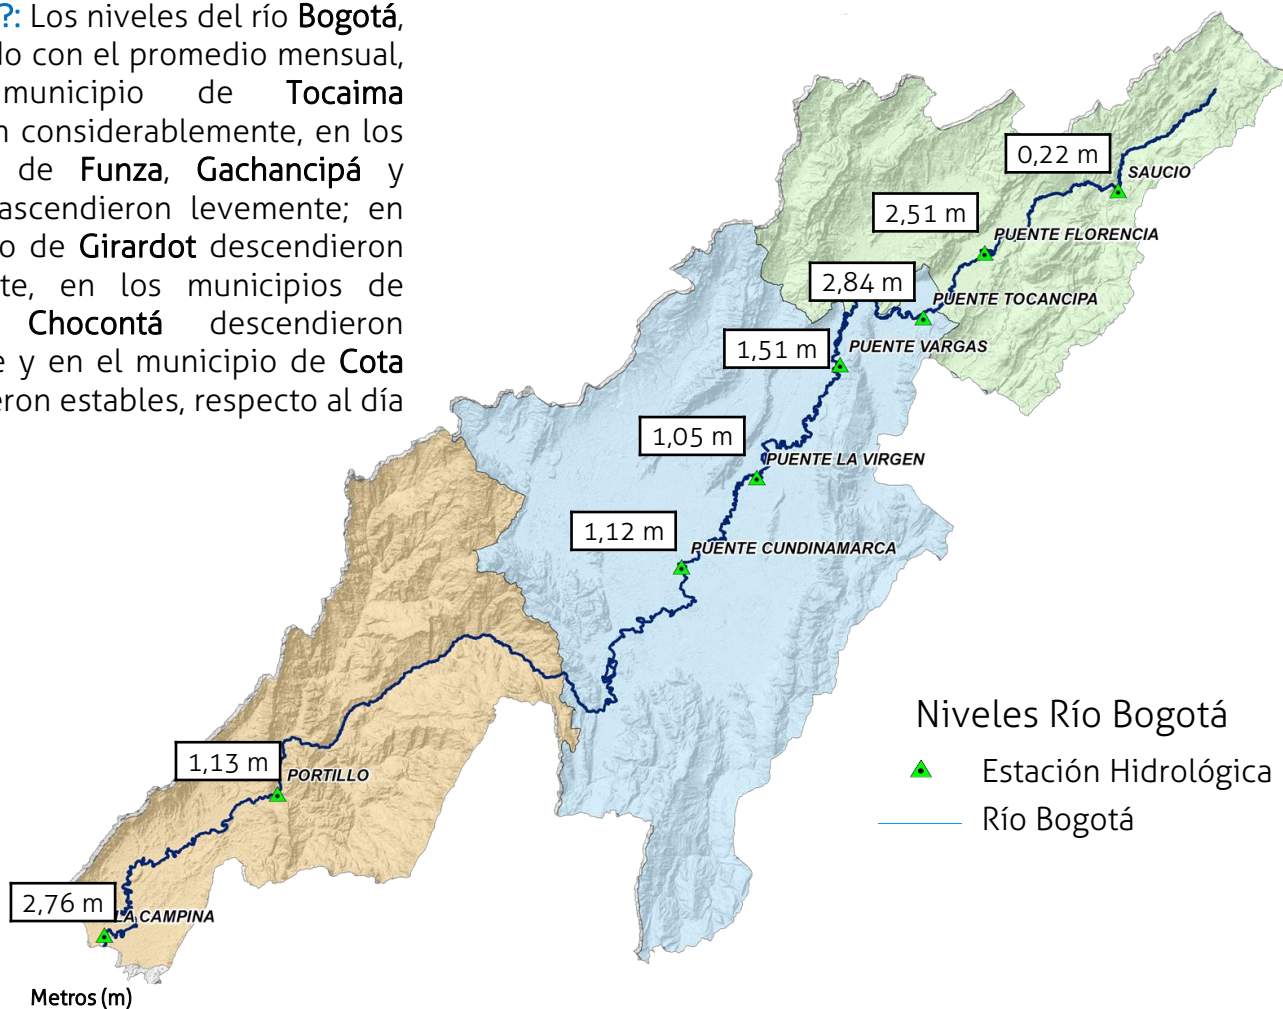 ?: Los niveles del río Bogotá,
do con el promedio mensual,
municipio de Tocaima
n considerablemente, en los
de Funza, Gachancipá y
ascendieron levemente; en
o de Girardot descendieron
te, en los municipios de
Chocontá descendieron
e y en el municipio de Cota
eron estables, respecto al día
0,22 m
SAUCIO
2,51 m
PUENTE FLORENCIA
2,84 m
PUENTE TOCANCIPA
1,51 m
PUENTE VARGAS
1,05 m
PUENTE LA VIRGEN
1,12 m
PUENTE CUNDINAMARCA
Niveles Río Bogotá
Estación Hidrológica
Río Bogotá
1,13 m
PORTILLO
2,76 m
LA CAMPINA
Metros (m)